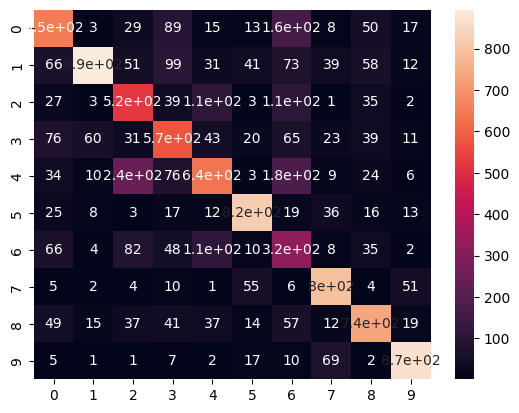 0 .5e+02 3 29 89 15 13 1.6e+02 8 50 17
1 66 8.9e+02 51 99 31 41 73 39 58 12
2 27 3 5.2e+02 39 1.1e+02 3 1.1e+02 1 35 2
3 76 60 31 5.7e+02 43 20 65 23 39 11
4 34 10 2.4e+02 76 6.4e+02 3 1.8e+02 9 24 6
5 25 8 3 17 12 8.2e+02 19 36 16 13
6 66 4 82 48 1.1e+02 10 3.2e+02 8 35 2
7 5 2 4 10 1 55 6 8e+02 4 51
8 49 15 37 41 37 14 57 12 7.4e+02 19
9 5 1 1 7 2 17 10 69 2 8.7e+02
0 1 2 3 4 5 6 7 8 9
800
700
600
500
400
300
200
100